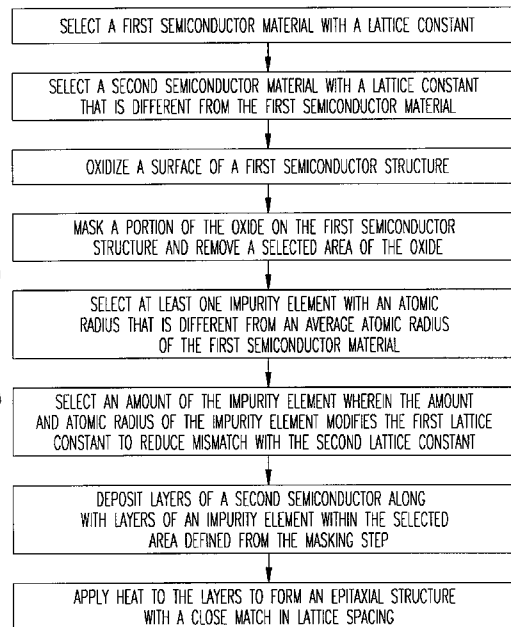 SELECT A FIRST SEMICONDUCTOR MATERIAL WITH A LATTICE CONSTANT
SELECT A SECOND SEMICONDUCTOR MATERIAL WITH A LATTICE CONSTANT
THAT IS DIFFERENT FROM THE FIRST SEMICONDUCTOR MATERIAL
OXIDIZE A SURFACE OF A FIRST SEMICONDUCTOR STRUCTURE
MASK A PORTION OF THE OXIDE ON THE FIRST SEMICONDUCTOR
STRUCTURE AND REMOVE A SELECTED AREA OF THE OXIDE
SELECT AT LEAST ONE IMPURITY ELEMENT WITH AN ATOMIC
RADIUS THAT IS DIFFERENT FROM AN AVERAGE ATOMIC RADIUS
OF THE FIRST SEMICONDUCTOR MATERIAL
SELECT AN AMOUNT OF THE IMPURITY ELEMENT WHEREIN THE AMOUNT
AND ATOMIC RADIUS OF THE IMPURITY ELEMENT MODIFIES THE FIRST LATTICE
CONSTANT TO REDUCE MISMATCH WITH THE SECOND LATTICE CONSTANT
DEPOSIT LAYERS OF A SECOND SEMICONDUCTOR ALONG
WITH LAYERS OF AN IMPURITY ELEMENT WITHIN THE SELECTED
AREA DEFINED FROM THE MASKING STEP
APPLY HEAT TO THE LAYERS TO FORM AN EPITAXIAL STRUCTURE
WITH A CLOSE MATCH IN LATTICE SPACING